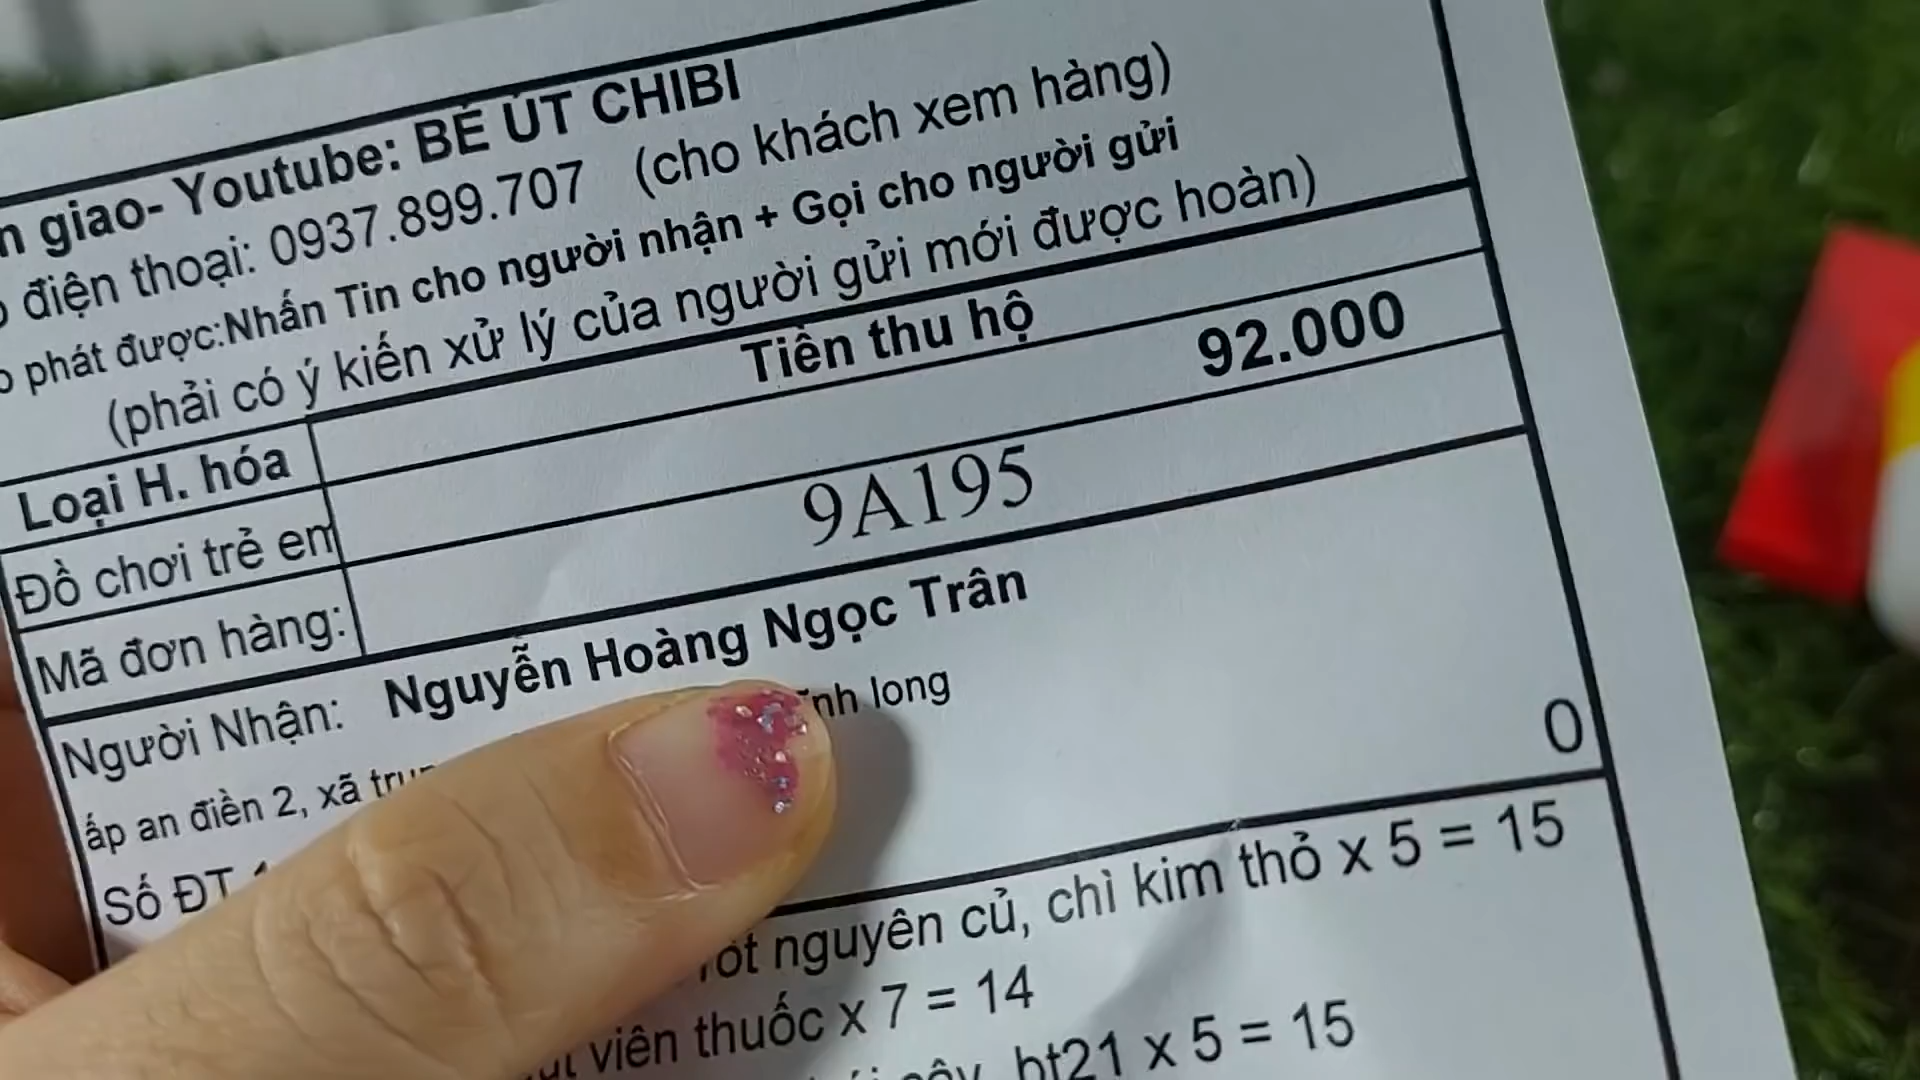 giao- Youtube: BÉ ÚT CHIBI
điện thoại: 0937.899.707 (cho khách xem hàng)
phát được:Nhắn Tin cho người nhận + Gọi cho người gửi
(phải có ý kiến xử lý của người gửi mới được hoàn)
Loại H. hóa Tiền thu hộ
Đồ chơi trẻ em 92.000
Mã đơn hàng: 9A195
Người Nhận: Nguyễn Hoàng Ngọc Trân
ấp an điền 2, xã long
Số ĐT 0
nguyên củ, chì kim thỏ x 5 = 15
viên thuốc x 7 = 14
bt21 x 5 = 15